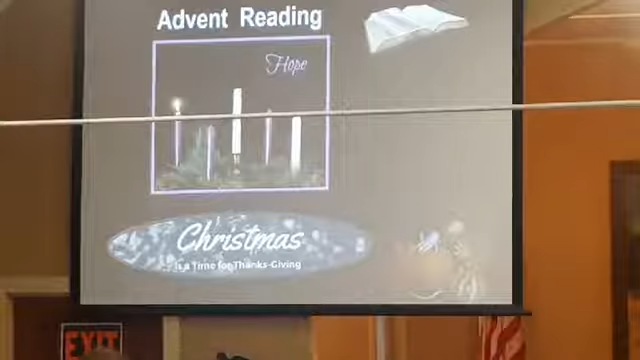 Advent Reading
Hope
Christmas
is a Time for Thanks-Giving
EXIT